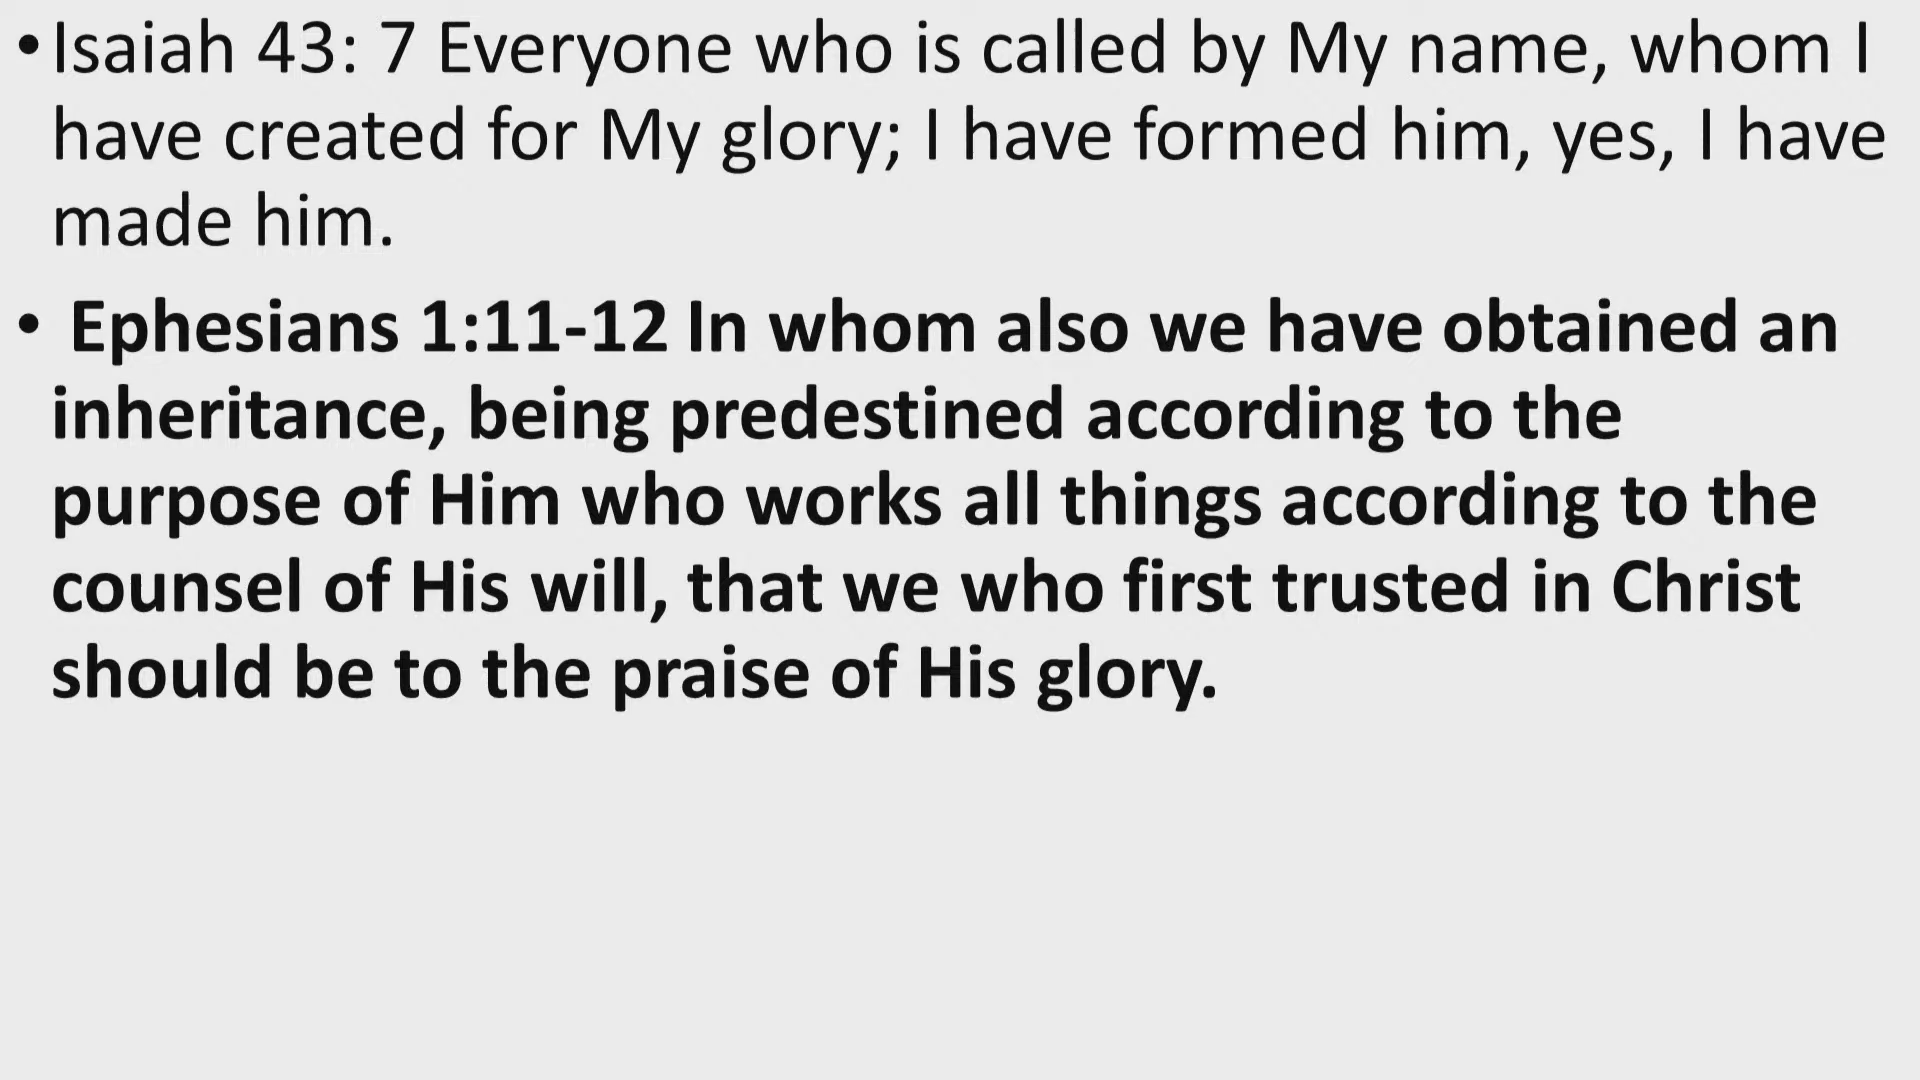 •Isaiah 43: 7 Everyone who is called by My name, whom I
have created for My glory; I have formed him, yes, I have
made him.
• Ephesians 1:11-12 In whom also we have obtained an
inheritance, being predestined according to the
purpose of Him who works all things according to the
counsel of His will, that we who first trusted in Christ
should be to the praise of His glory.